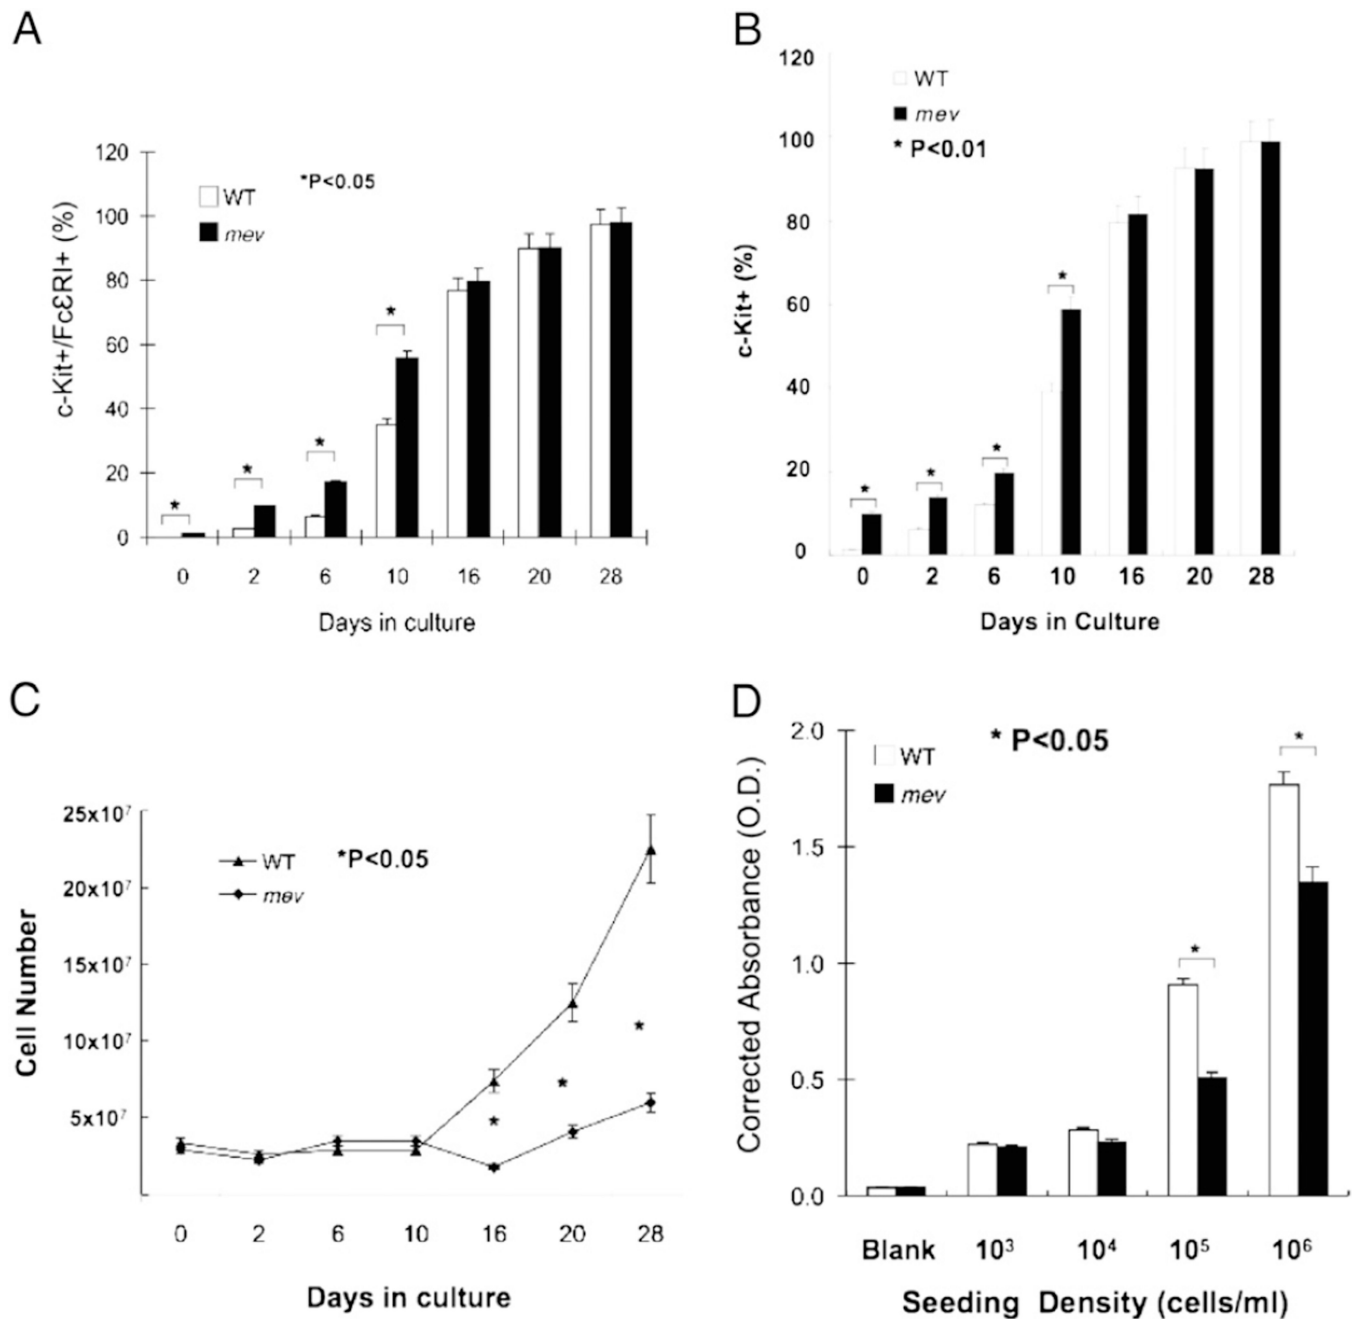 A
120
100
80
60
40
20
0
c-Kit+/FcƐRI+ (%)
WT
mev
*P<0.05
*
*
*
*
0 2 6 10 16 20 28
Days in culture
B
120
100
80
60
40
20
0
c-Kit+ (%)
WT
mev
* P<0.01
*
*
*
*
0 2 6 10 16 20 28
Days in Culture
C
25x10⁷
20x10⁷
15x10⁷
10x10⁷
5x10⁷
Cell Number
WT
mev
*P<0.05
*
*
*
0 2 6 10 16 20 28
Days in culture
D
2.0
1.5
1.0
0.5
0.0
Corrected Absorbance (O.D.)
WT
mev
* P<0.05
*
*
Blank 10³ 10⁴ 10⁵ 10⁶
Seeding Density (cells/ml)